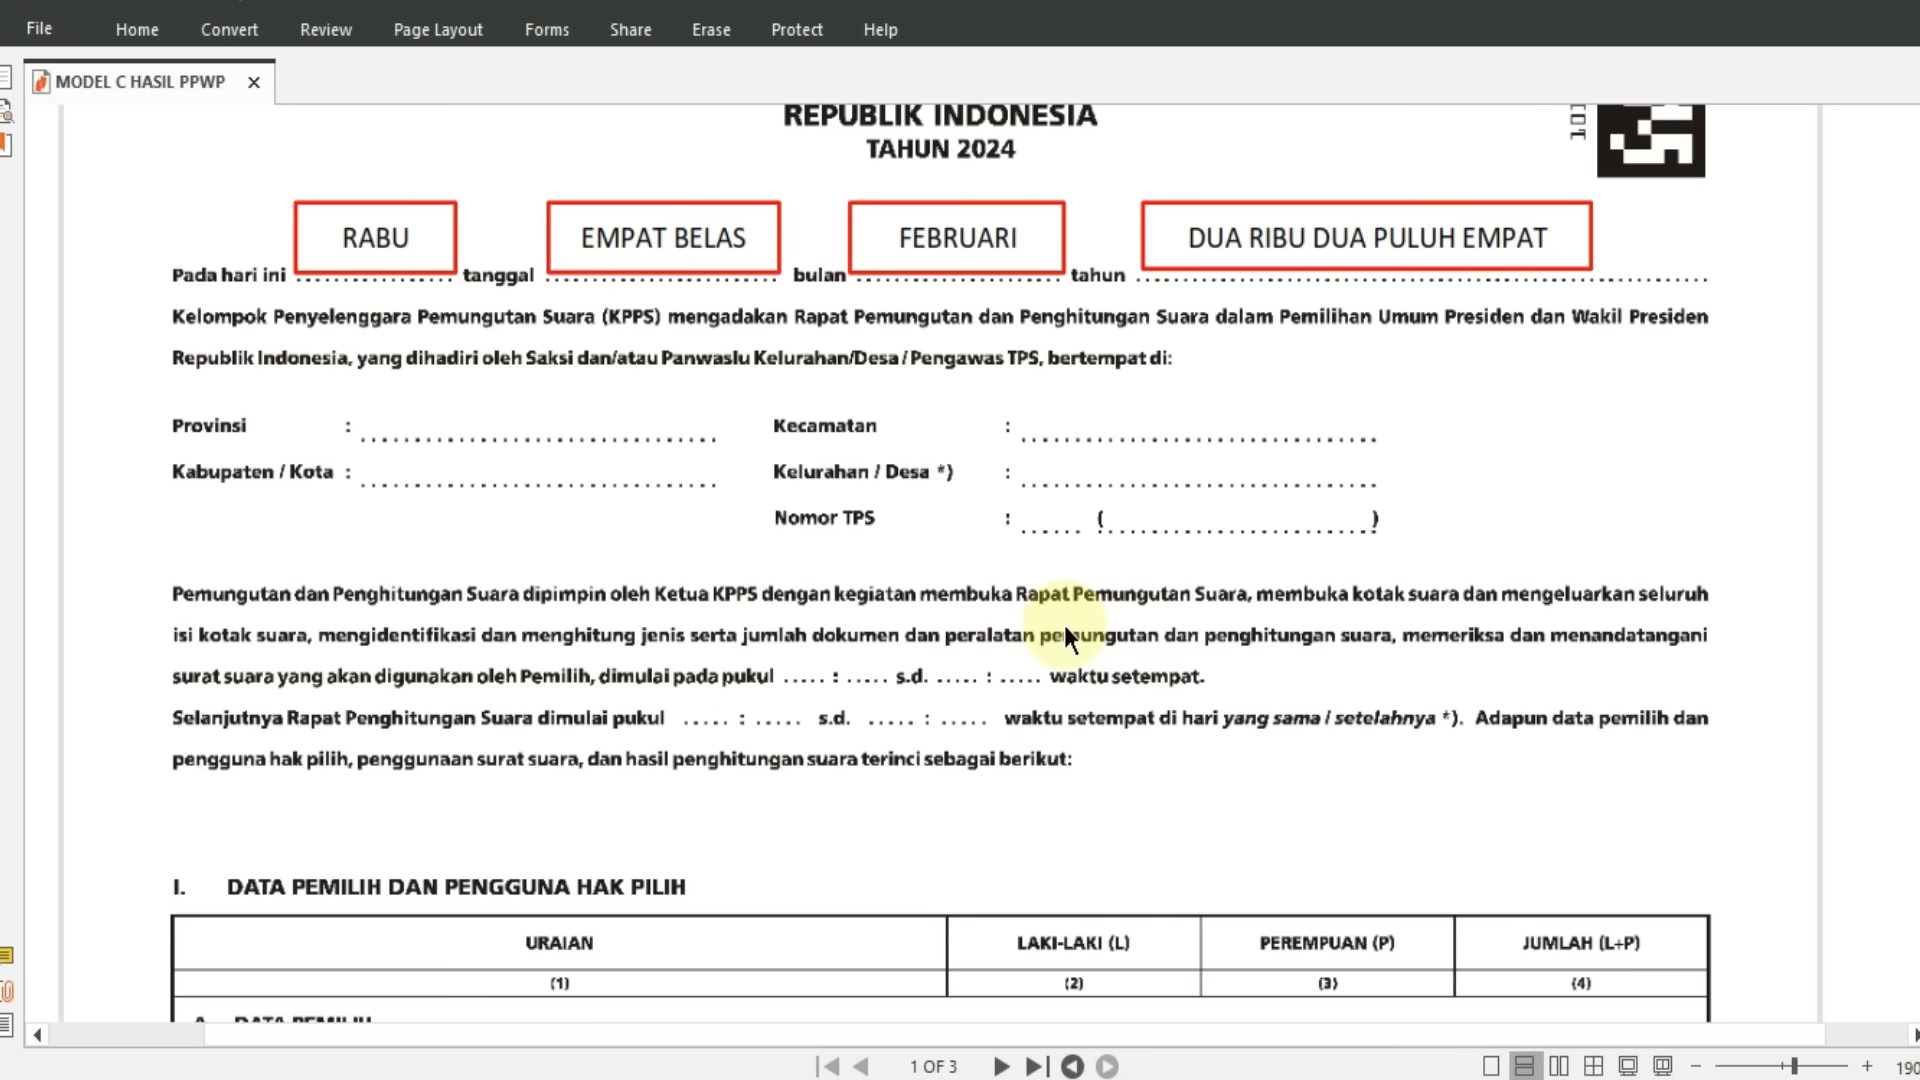 File Home Convert Review Page Layout Forms Share Erase Protect Help
MODEL C HASIL PPWP
REPUBLIK INDONESIA
TAHUN 2024
RABU EMPAT BELAS FEBRUARI DUA RIBU DUA PULUH EMPAT
Pada hari ini .................. tanggal .......................... bulan ....................... tahun ................................................................
Kelompok Penyelenggara Pemungutan Suara (KPPS) mengadakan Rapat Pemungutan dan Penghitungan Suara dalam Pemilihan Umum Presiden dan Wakil Presiden
Republik Indonesia, yang dihadiri oleh Saksi dan/atau Panwaslu Kelurahan/Desa / Pengawas TPS, bertempat di:
Provinsi : ................................. Kecamatan : .................................
Kabupaten / Kota : ................................. Kelurahan / Desa *) : .................................
Nomor TPS : ...... (.........................)
Pemungutan dan Penghitungan Suara dipimpin oleh Ketua KPPS dengan kegiatan membuka Rapat Pemungutan Suara, membuka kotak suara dan mengeluarkan seluruh
isi kotak suara, mengidentifikasi dan menghitung jenis serta jumlah dokumen dan peralatan pemungutan dan penghitungan suara, memeriksa dan menandatangani
surat suara yang akan digunakan oleh Pemilih, dimulai pada pukul ..... : ..... s.d. ..... : ..... waktu setempat.
Selanjutnya Rapat Penghitungan Suara dimulai pukul ..... : ..... s.d. ..... : ..... waktu setempat di hari yang sama / setelahnya *). Adapun data pemilih dan
pengguna hak pilih, penggunaan surat suara, dan hasil penghitungan suara terinci sebagai berikut:
I. DATA PEMILIH DAN PENGGUNA HAK PILIH
URAIAN LAKI-LAKI (L) PEREMPUAN (P) JUMLAH (L+P)
(1) (2) (3) (4)
A. DATA PEMILIH
1 OF 3
190